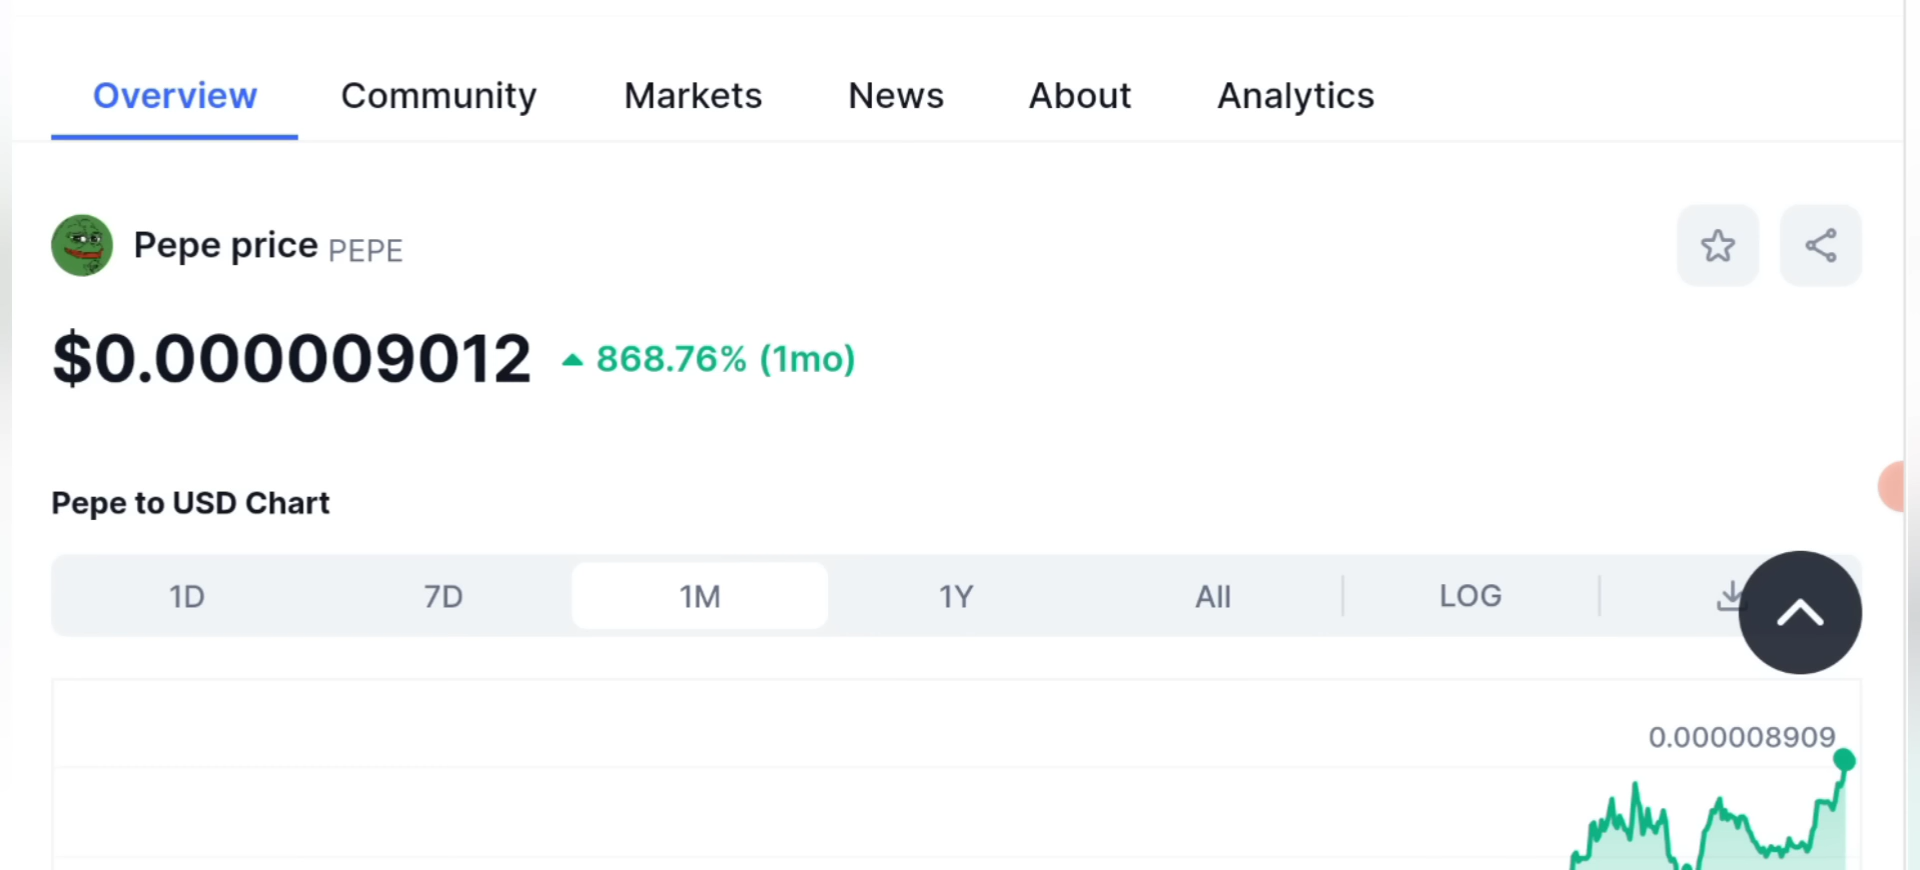 Overview Community Markets News About Analytics
Pepe price PEPE
$0.000009012 868.76% (1mo)
Pepe to USD Chart
1D 7D 1M 1Y All LOG
0.000008909